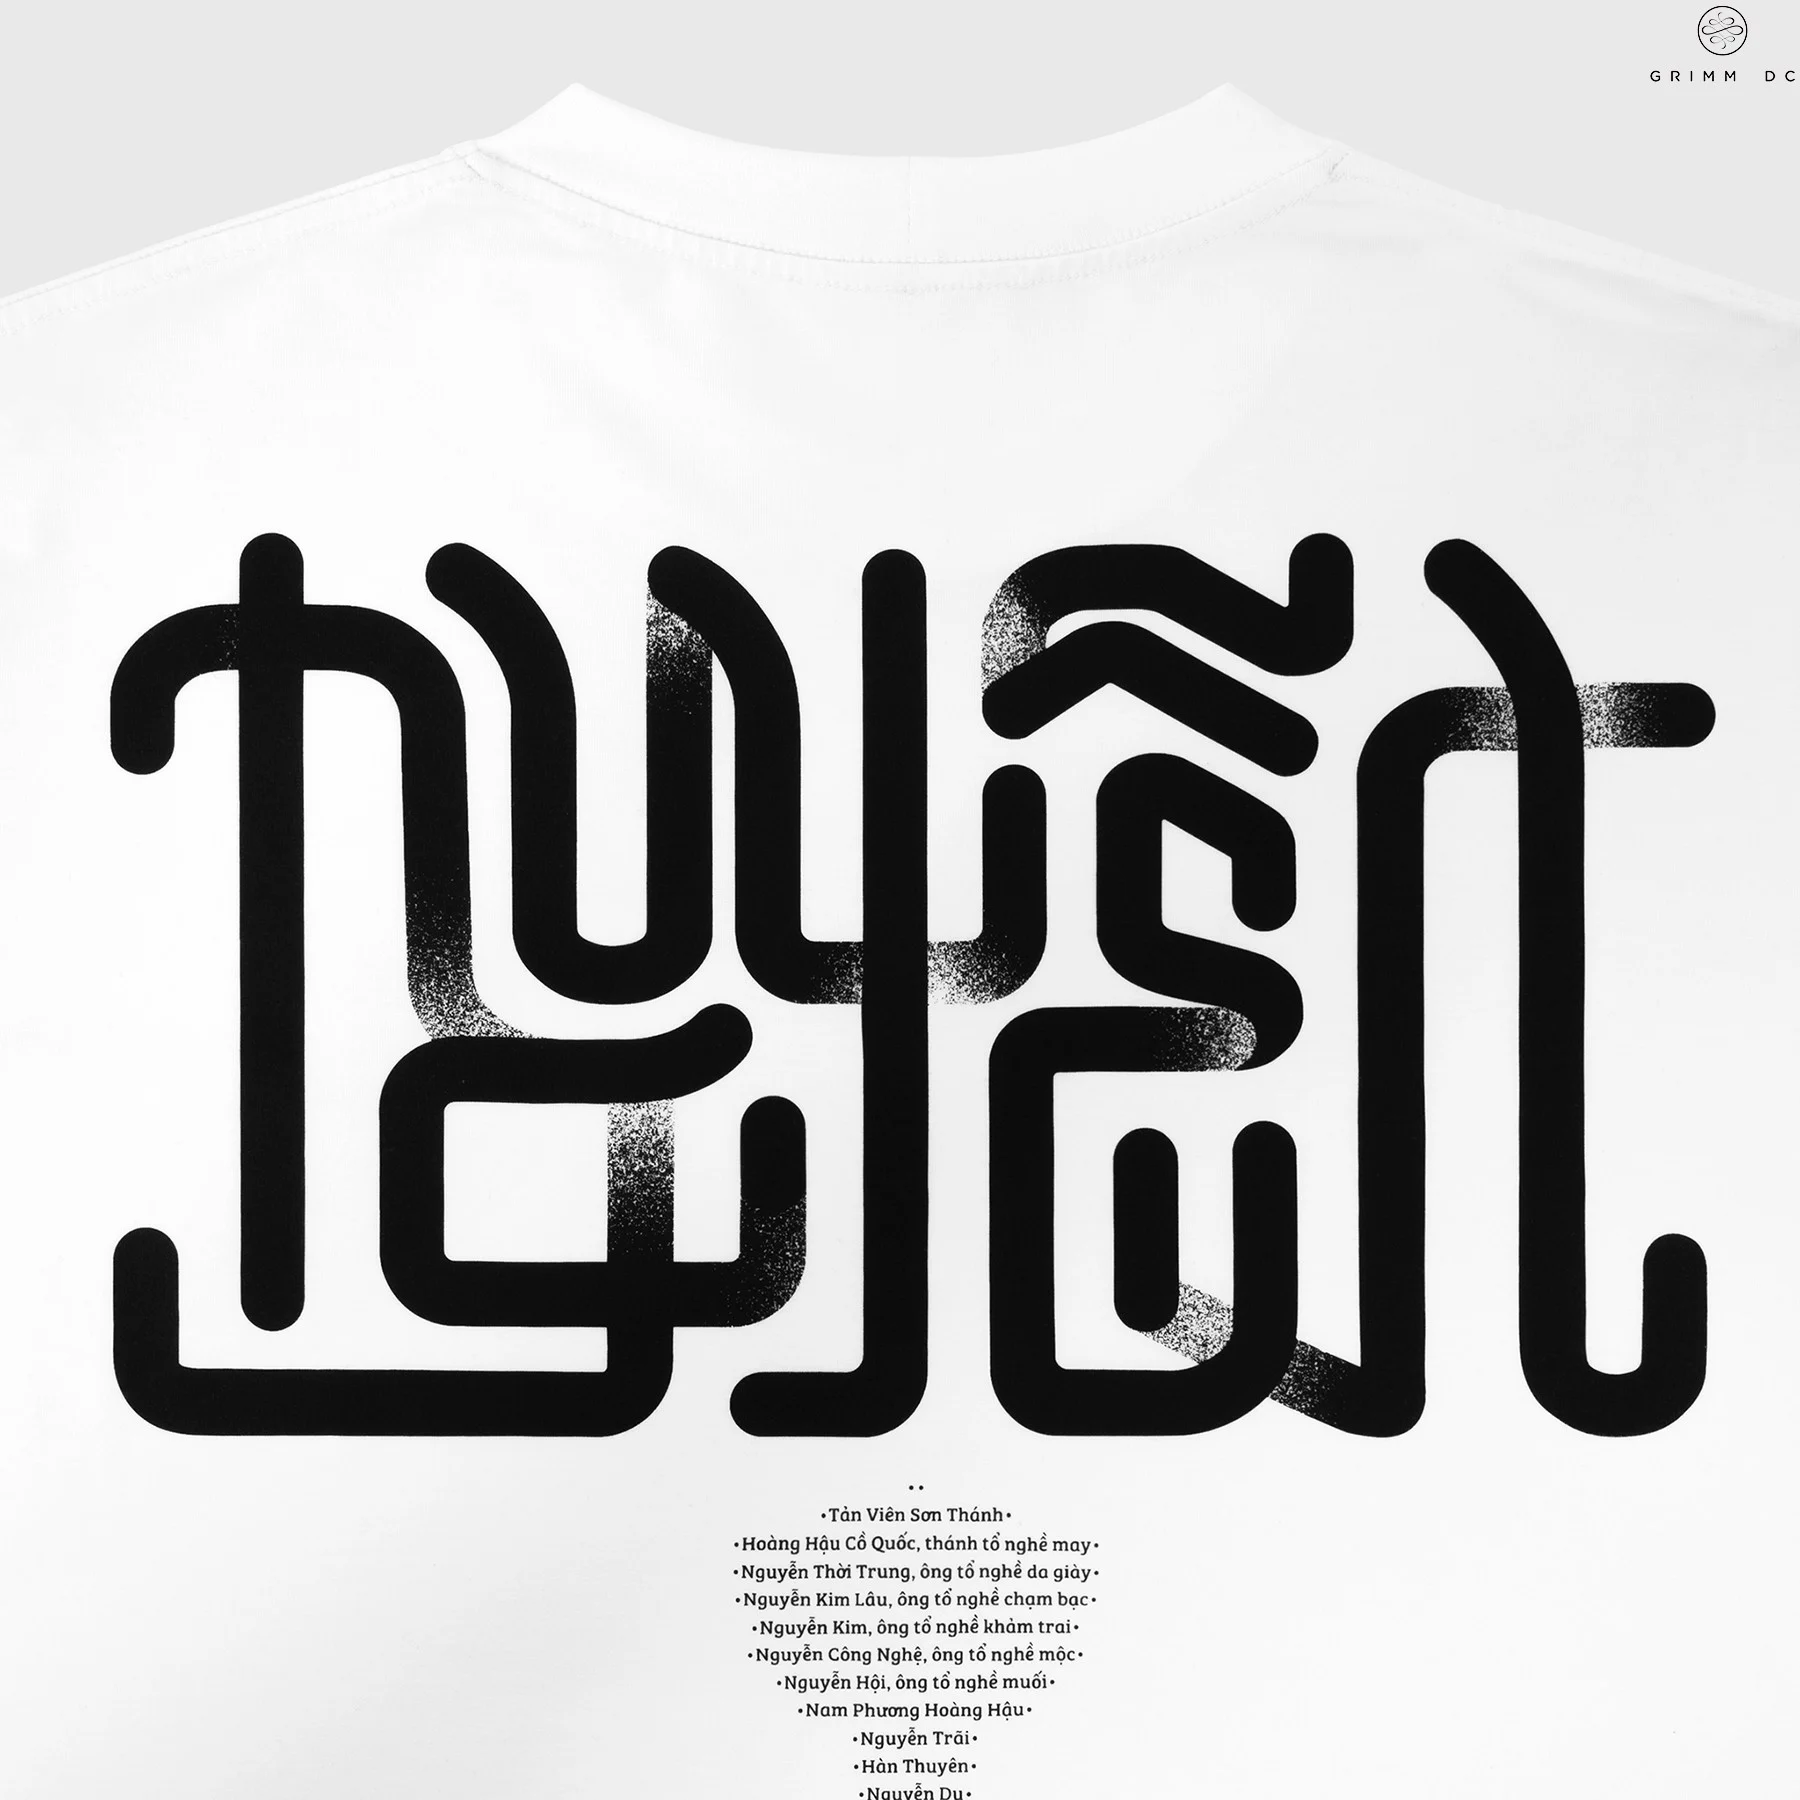 GRIMM DC
Nguyễn
•Tản Viên Sơn Thánh•
•Hoàng Hậu Cồ Quốc, thánh tổ nghề may•
•Nguyễn Thời Trung, ông tổ nghề da giày•
•Nguyễn Kim Lâu, ông tổ nghề chạm bạc•
•Nguyễn Kim, ông tổ nghề khảm trai•
•Nguyễn Công Nghệ, ông tổ nghề mộc•
•Nguyễn Hội, ông tổ nghề muối•
•Nam Phương Hoàng Hậu•
•Nguyễn Trãi•
•Hàn Thuyên•
•Nguyễn Du•